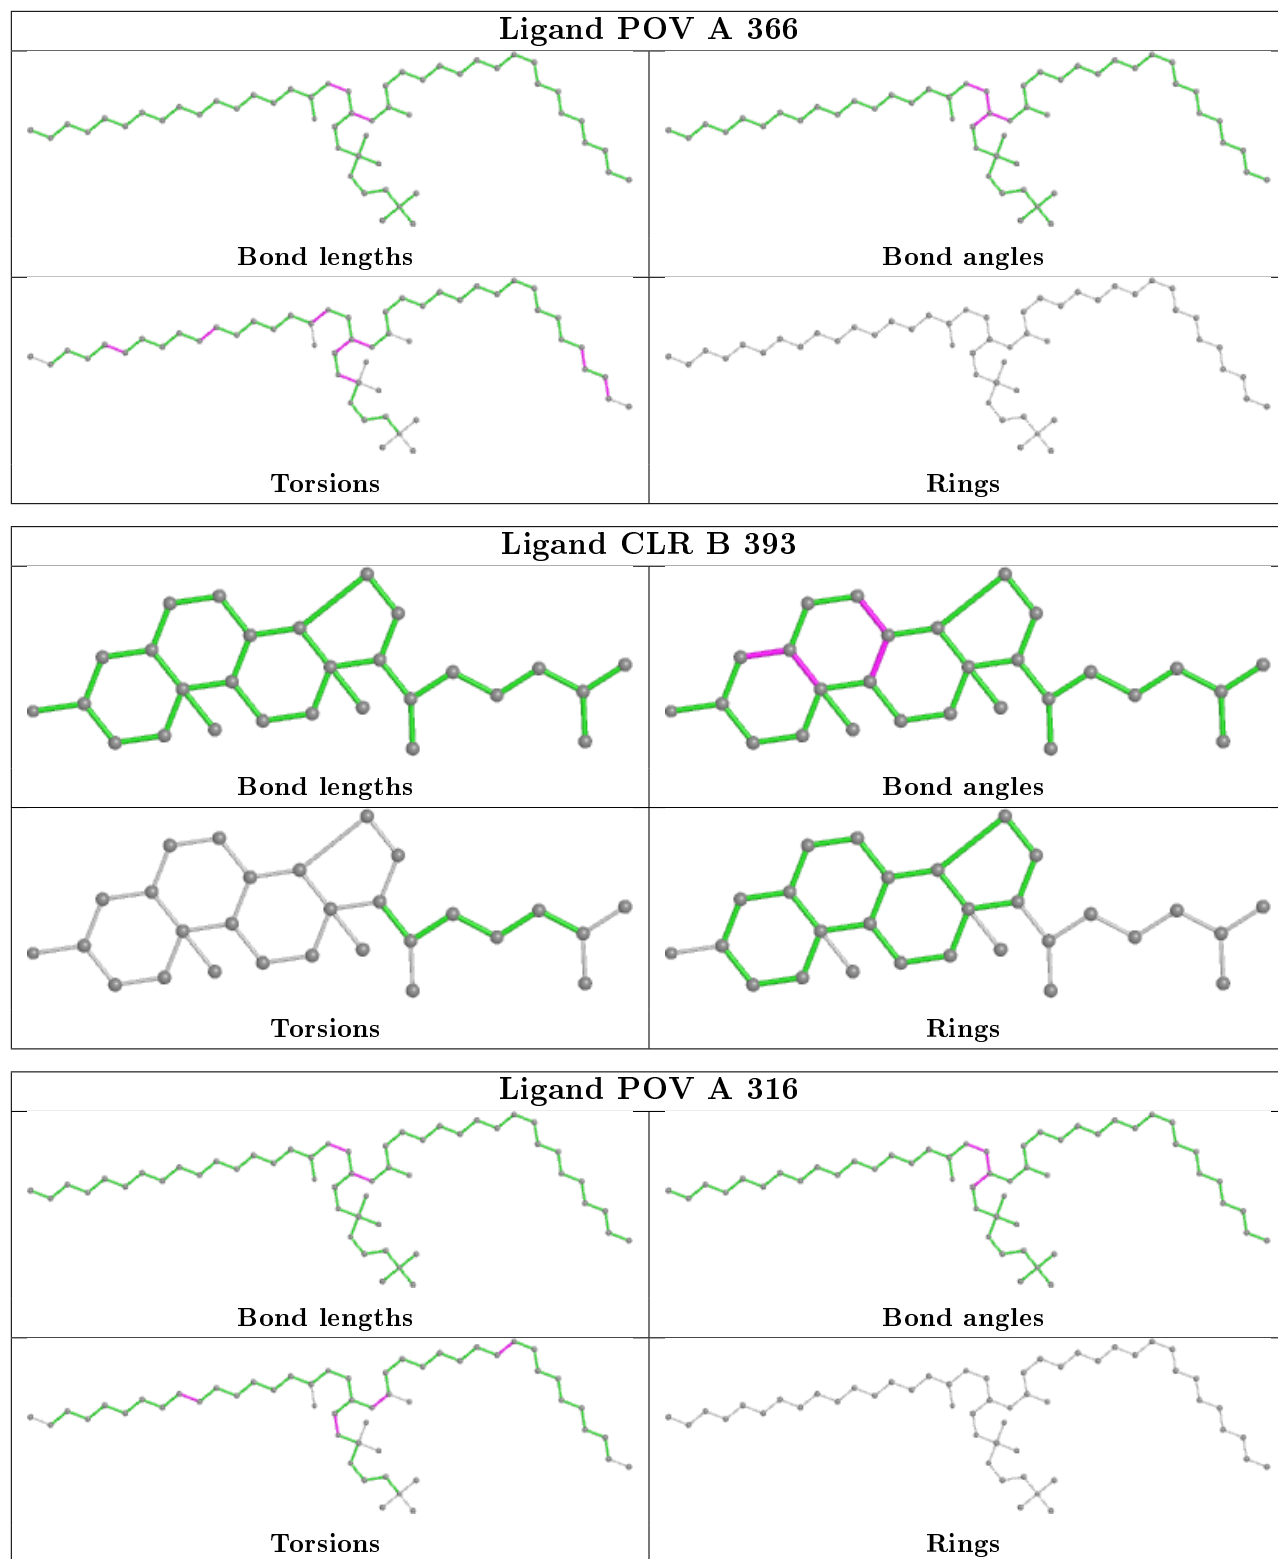 Ligand POV A 366
Bond lengths
Bond angles
Torsions
Rings
Ligand CLR B 393
Bond lengths
Bond angles
Torsions
Rings
Ligand POV A 316
Bond lengths
Bond angles
Torsions
Rings